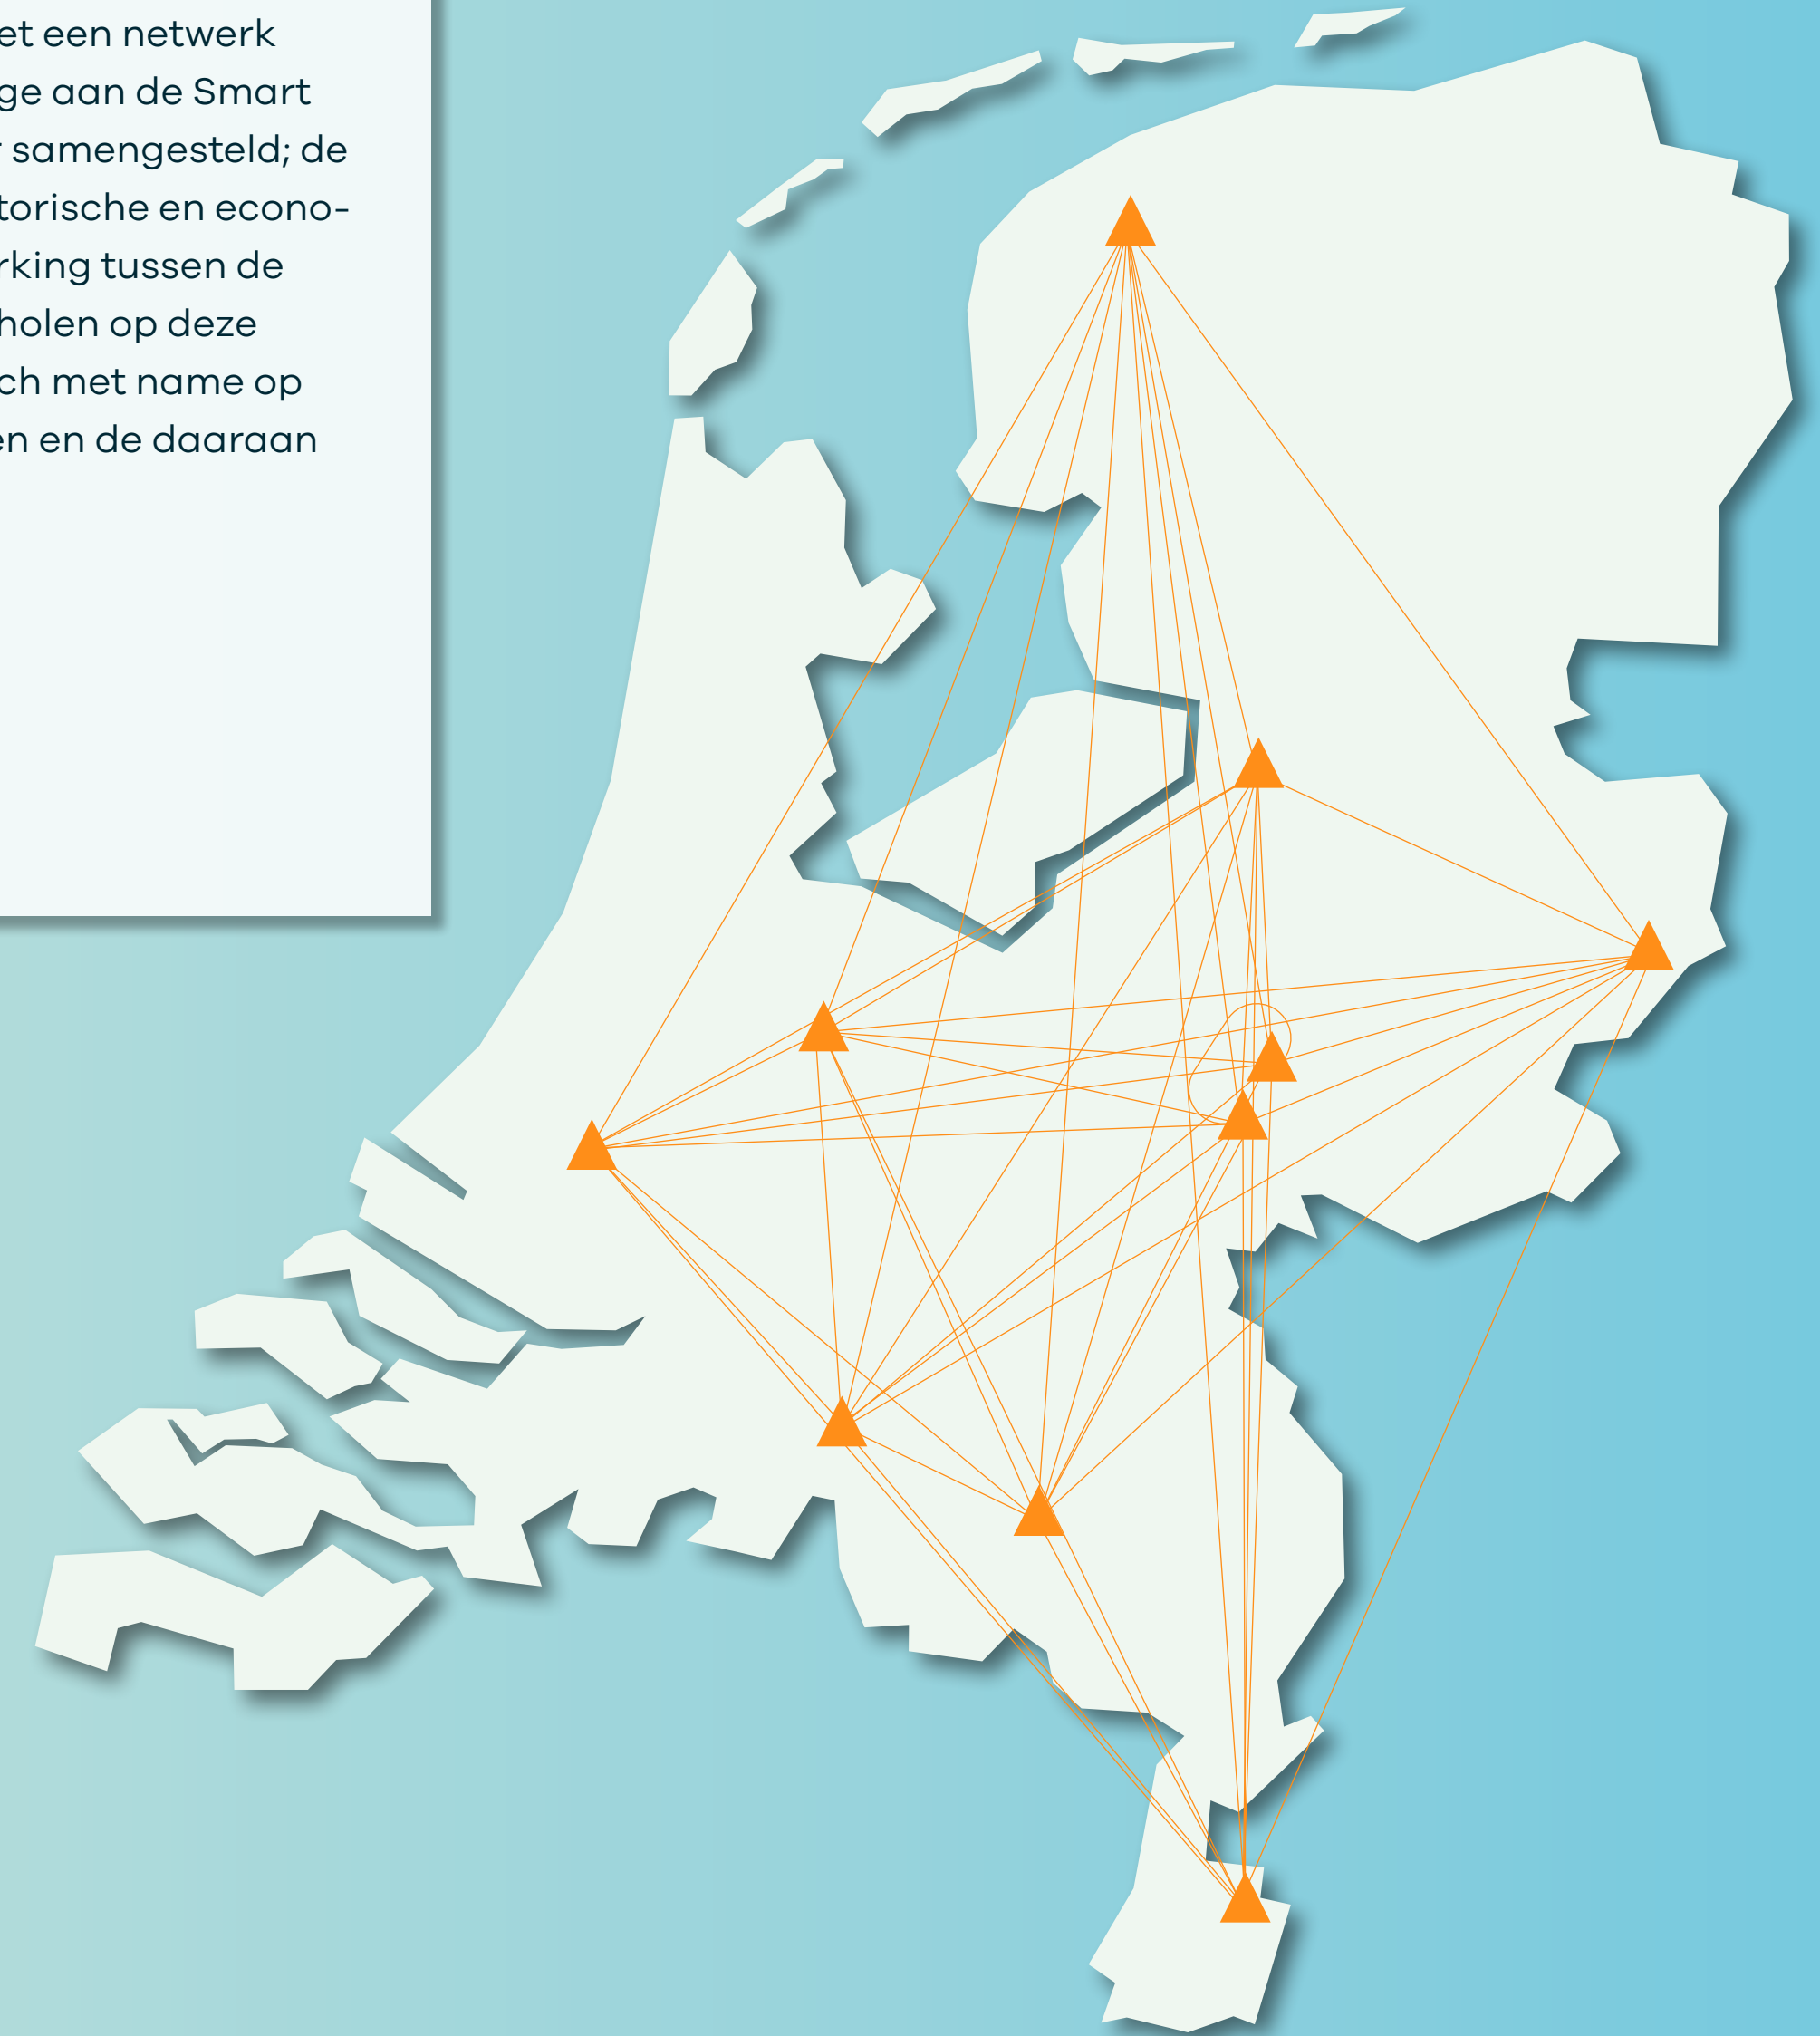 et een netwerk
ge aan de Smart
samengesteld; de
torische en econo-
rking tussen de
holen op deze
ch met name op
en en de daaraan